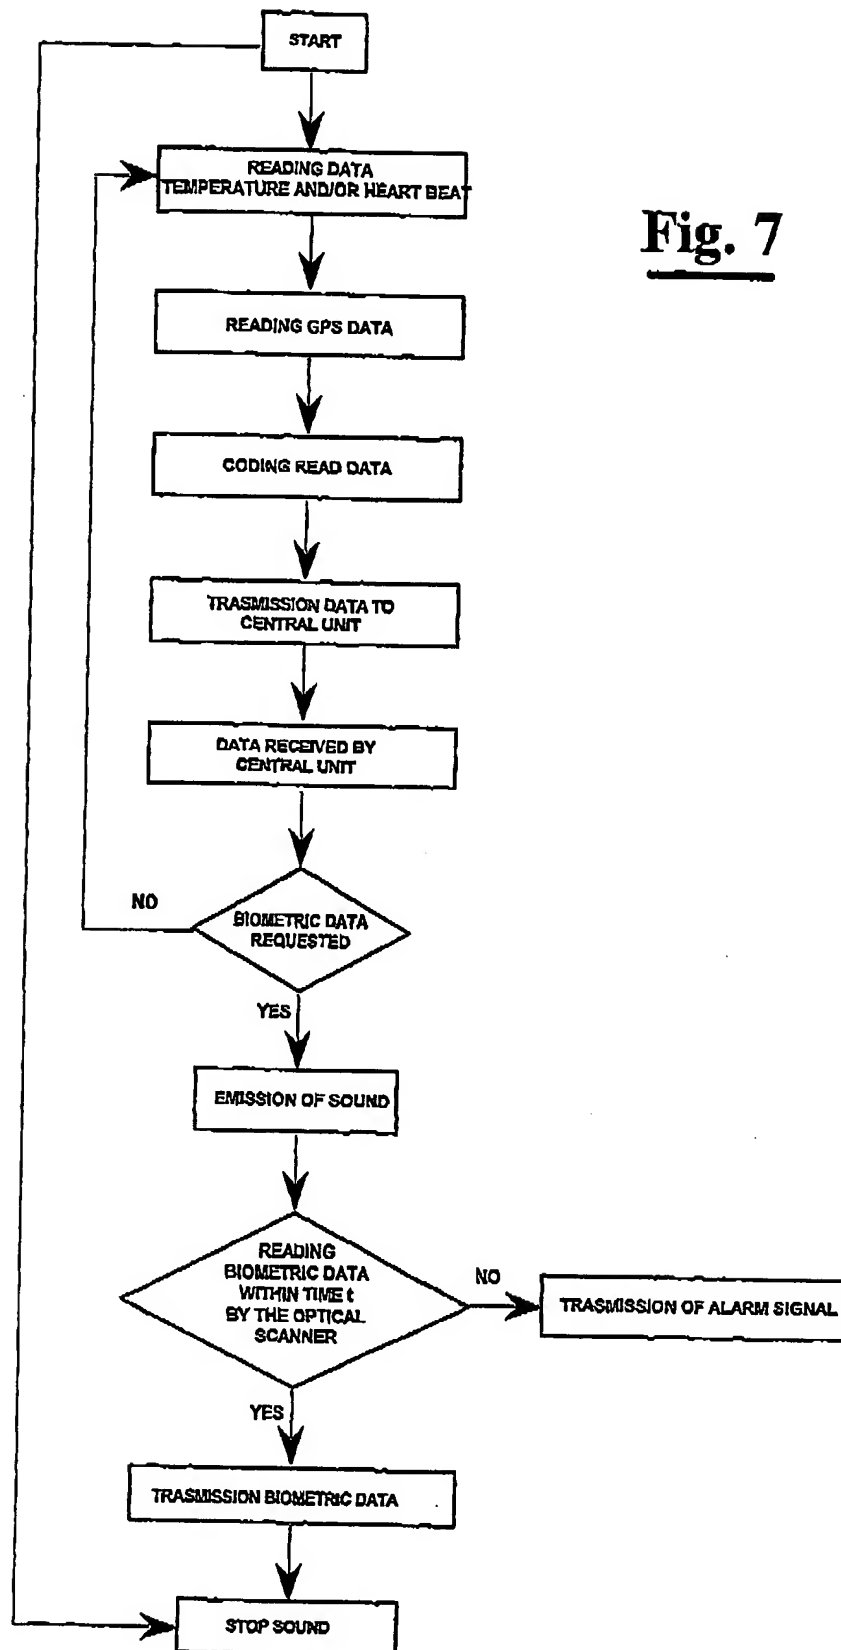 START
READING DATA
TEMPERATURE AND/OR HEART BEAT
Fig. 7
READING GPS DATA
CODING READ DATA
TRASMISSION DATA TO
CENTRAL UNIT
DATA RECEIVED BY
CENTRAL UNIT
NO
BIOMETRIC DATA
REQUESTED
YES
EMISSION OF SOUND
READING
BIOMETRIC DATA
WITHIN TIME t
BY THE OPTICAL
SCANNER
NO
TRASMISSION OF ALARM SIGNAL
YES
TRASMISSION BIOMETRIC DATA
STOP SOUND